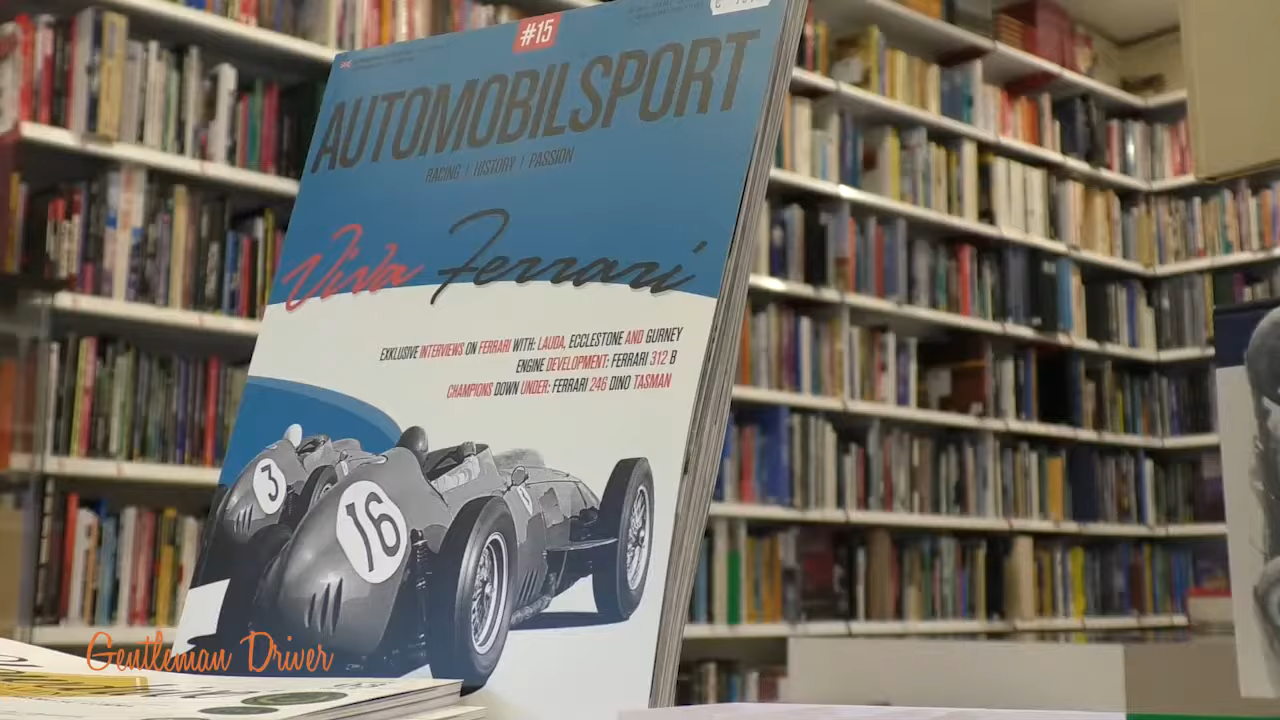 #15
AUTOMOBILSPORT
RACING | HISTORY | PASSION
Viva Ferrari
EXKLUSIVE INTERVIEWS ON FERRARI WITH: LAUDA, ECCLESTONE AND GURNEY
ENGINE DEVELOPMENT: FERRARI 312 B
CHAMPIONS DOWN UNDER: FERRARI 246 DINO TASMAN
3
16
Gentleman Driver